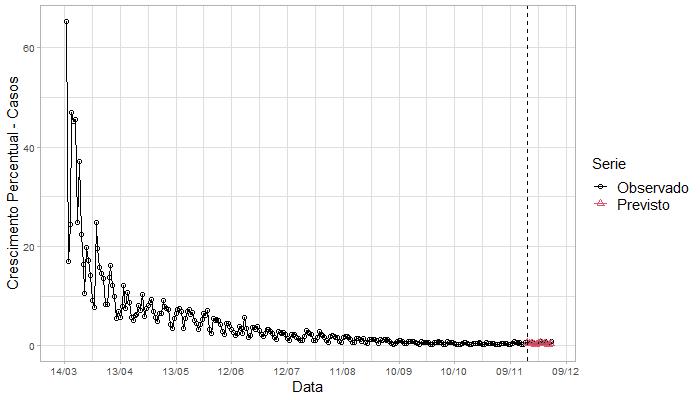 Crescimento Percentual - Casos
60
40
20
0
14/03 13/04 13/05 12/06 12/07 11/08 10/09 10/10 09/11 09/12
Data
Serie
Observado
Previsto